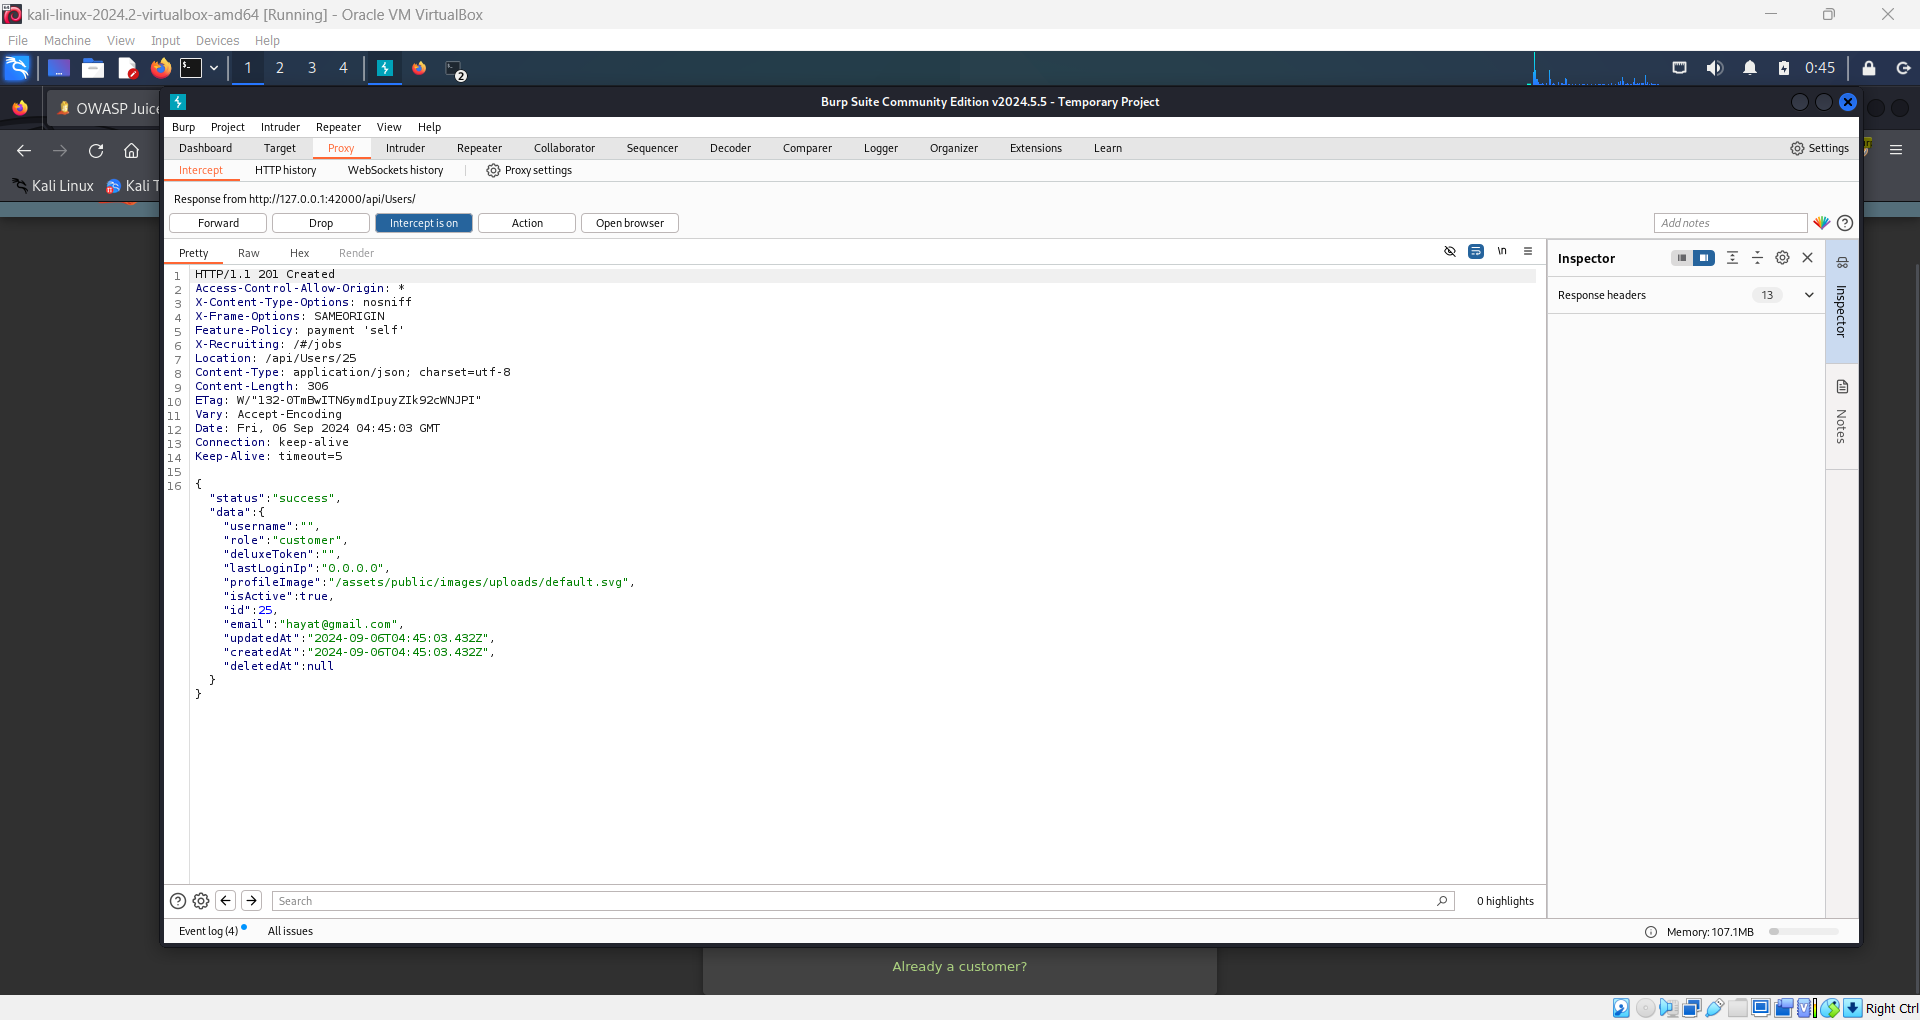 kali-linux-2024.2-virtualbox-amd64 [Running] - Oracle VM VirtualBox
File Machine View Input Devices Help
1 2 3 4 2 0:45
OWASP Juice
Burp Suite Community Edition v2024.5.5 - Temporary Project
Burp Project Intruder Repeater View Help
Dashboard Target Proxy Intruder Repeater Collaborator Sequencer Decoder Comparer Logger Organizer Extensions Learn Settings
Intercept HTTP history WebSockets history Proxy settings
Kali Linux Kali T
Response from http://127.0.0.1:42000/api/Users/
Forward Drop Intercept is on Action Open browser Add notes
Pretty Raw Hex Render \n
Inspector
Response headers 13
Inspector
Notes
1 HTTP/1.1 201 Created
2 Access-Control-Allow-Origin: *
3 X-Content-Type-Options: nosniff
4 X-Frame-Options: SAMEORIGIN
5 Feature-Policy: payment 'self'
6 X-Recruiting: /#/jobs
7 Location: /api/Users/25
8 Content-Type: application/json; charset=utf-8
9 Content-Length: 306
10 ETag: W/"132-0TmBwITN6ymdIpuyZIk92cWNJPI"
11 Vary: Accept-Encoding
12 Date: Fri, 06 Sep 2024 04:45:03 GMT
13 Connection: keep-alive
14 Keep-Alive: timeout=5
15
16 {
"status":"success",
"data":{
"username":"",
"role":"customer",
"deluxeToken":"",
"lastLoginIp":"0.0.0.0",
"profileImage":"/assets/public/images/uploads/default.svg",
"isActive":true,
"id":25,
"email":"hayat@gmail.com",
"updatedAt":"2024-09-06T04:45:03.432Z",
"createdAt":"2024-09-06T04:45:03.432Z",
"deletedAt":null
}
}
Search 0 highlights
Event log (4) All issues Memory: 107.1MB
Already a customer?
Right Ctrl